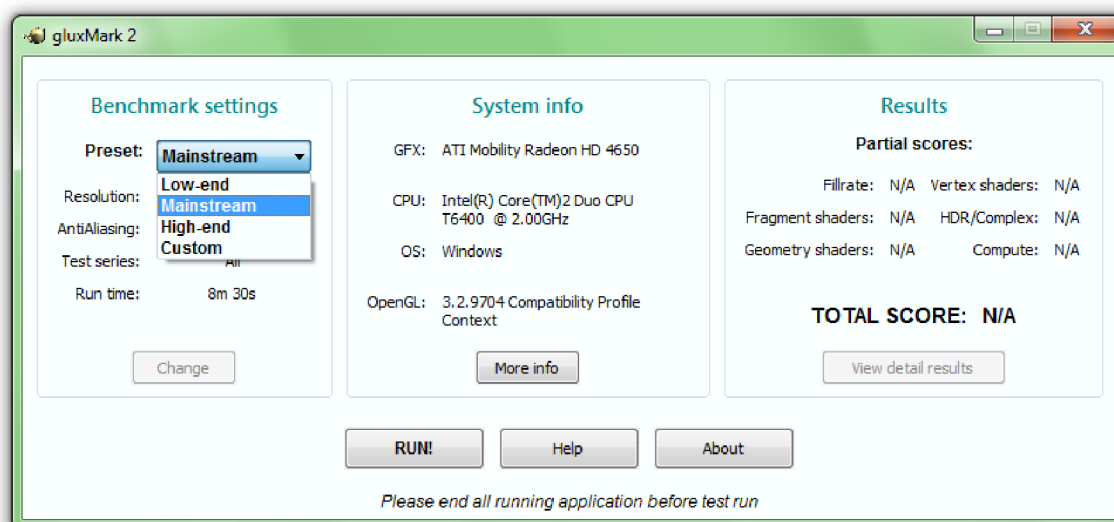 gluxMark 2
Benchmark settings
Preset: Mainstream
Low-end
Mainstream
High-end
Custom
Resolution:
AntiAliasing:
Test series:
Run time: 8m 30s
Change
System info
GFX: ATI Mobility Radeon HD 4650
CPU: Intel(R) Core(TM)2 Duo CPU
T6400 @ 2.00GHz
OS: Windows
OpenGL: 3.2.9704 Compatibility Profile
Context
More info
Results
Partial scores:
Fillrate: N/A Vertex shaders: N/A
Fragment shaders: N/A HDR/Complex: N/A
Geometry shaders: N/A Compute: N/A
TOTAL SCORE: N/A
View detail results
RUN!
Help
About
Please end all running application before test run